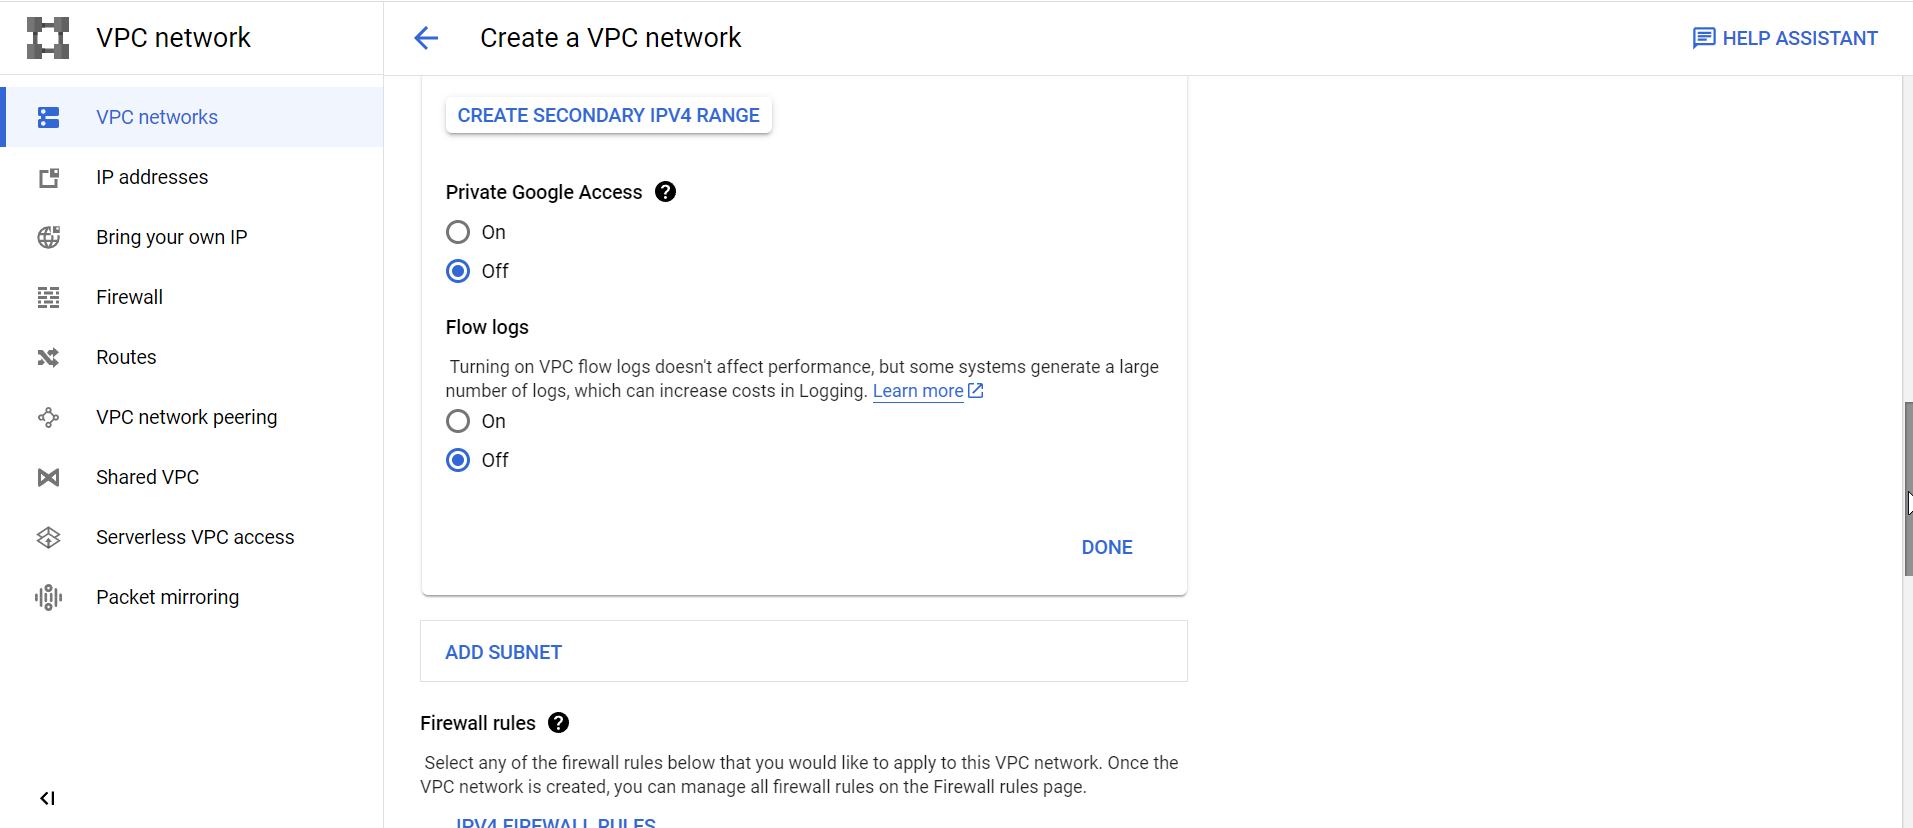 VPC network
Create a VPC network
HELP ASSISTANT
VPC networks
IP addresses
Bring your own IP
Firewall
Routes
VPC network peering
Shared VPC
Serverless VPC access
Packet mirroring
CREATE SECONDARY IPV4 RANGE
Private Google Access
On
Off
Flow logs
Turning on VPC flow logs doesn't affect performance, but some systems generate a large
number of logs, which can increase costs in Logging. Learn more
On
Off
DONE
ADD SUBNET
Firewall rules
Select any of the firewall rules below that you would like to apply to this VPC network. Once the
VPC network is created, you can manage all firewall rules on the Firewall rules page.
IPV4 FIREWALL RULES